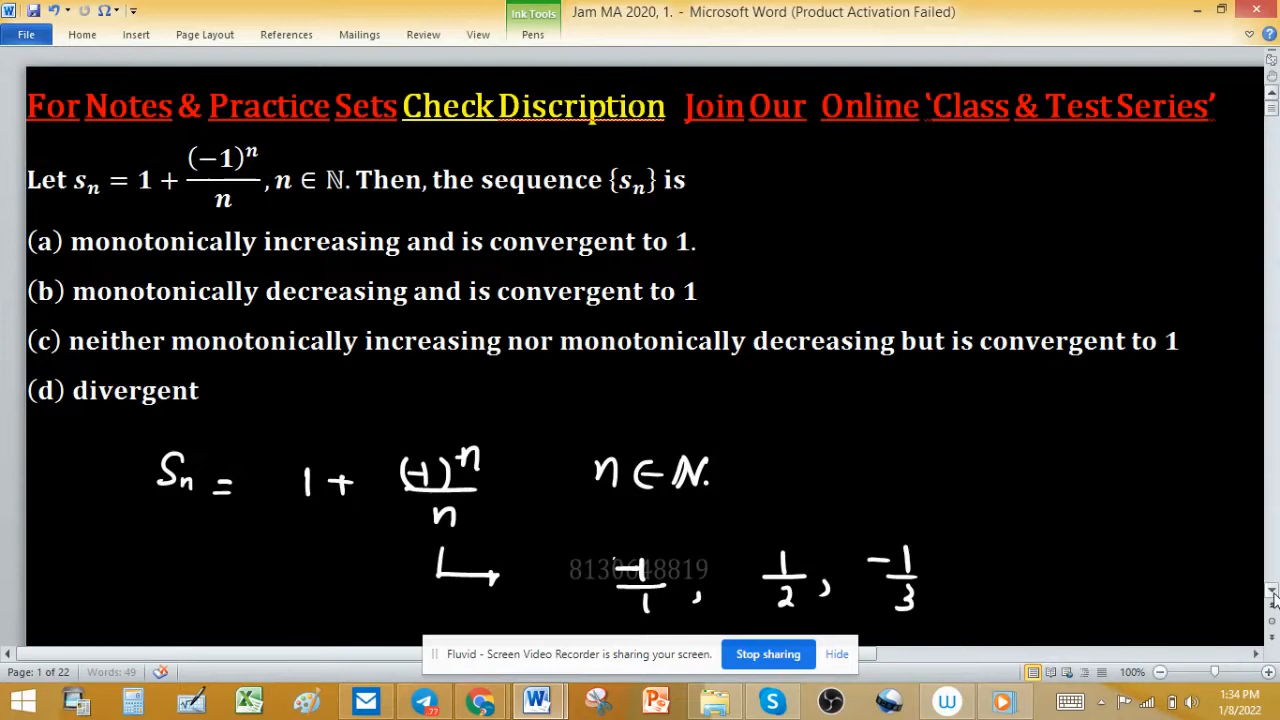 Ink Tools
Jam MA 2020, 1. - Microsoft Word (Product Activation Failed)
File Home Insert Page Layout References Mailings Review View Pens
For Notes & Practice Sets Check Discription Join Our Online ‘Class & Test Series’
Let sₙ = 1 + (−1)ⁿ/n, n ∈ ℕ. Then, the sequence {sₙ} is
(a) monotonically increasing and is convergent to 1.
(b) monotonically decreasing and is convergent to 1
(c) neither monotonically increasing nor monotonically decreasing but is convergent to 1
(d) divergent
Sₙ = 1 + (-1)ⁿ/n n ∈ ℕ.
8130648819
-1/1, 1/2, -1/3
Fluvid - Screen Video Recorder is sharing your screen. Stop sharing Hide
Page: 1 of 22 Words: 49 100%
1:34 PM
1/8/2022